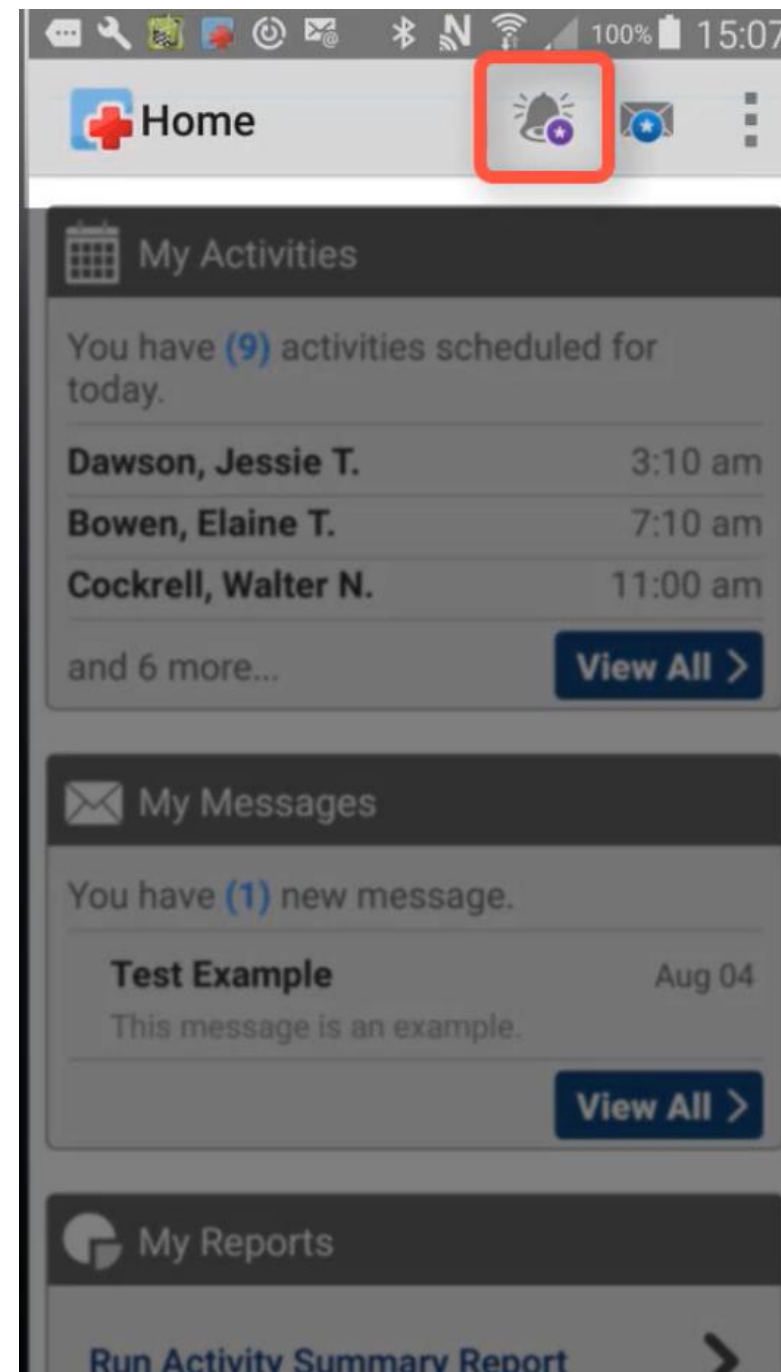 100% 15:07
Home
My Activities
You have (9) activities scheduled for
today.
Dawson, Jessie T. 3:10 am
Bowen, Elaine T. 7:10 am
Cockrell, Walter N. 11:00 am
and 6 more... View All >
My Messages
You have (1) new message.
Test Example Aug 04
This message is an example.
View All >
My Reports
Run Activity Summary Report